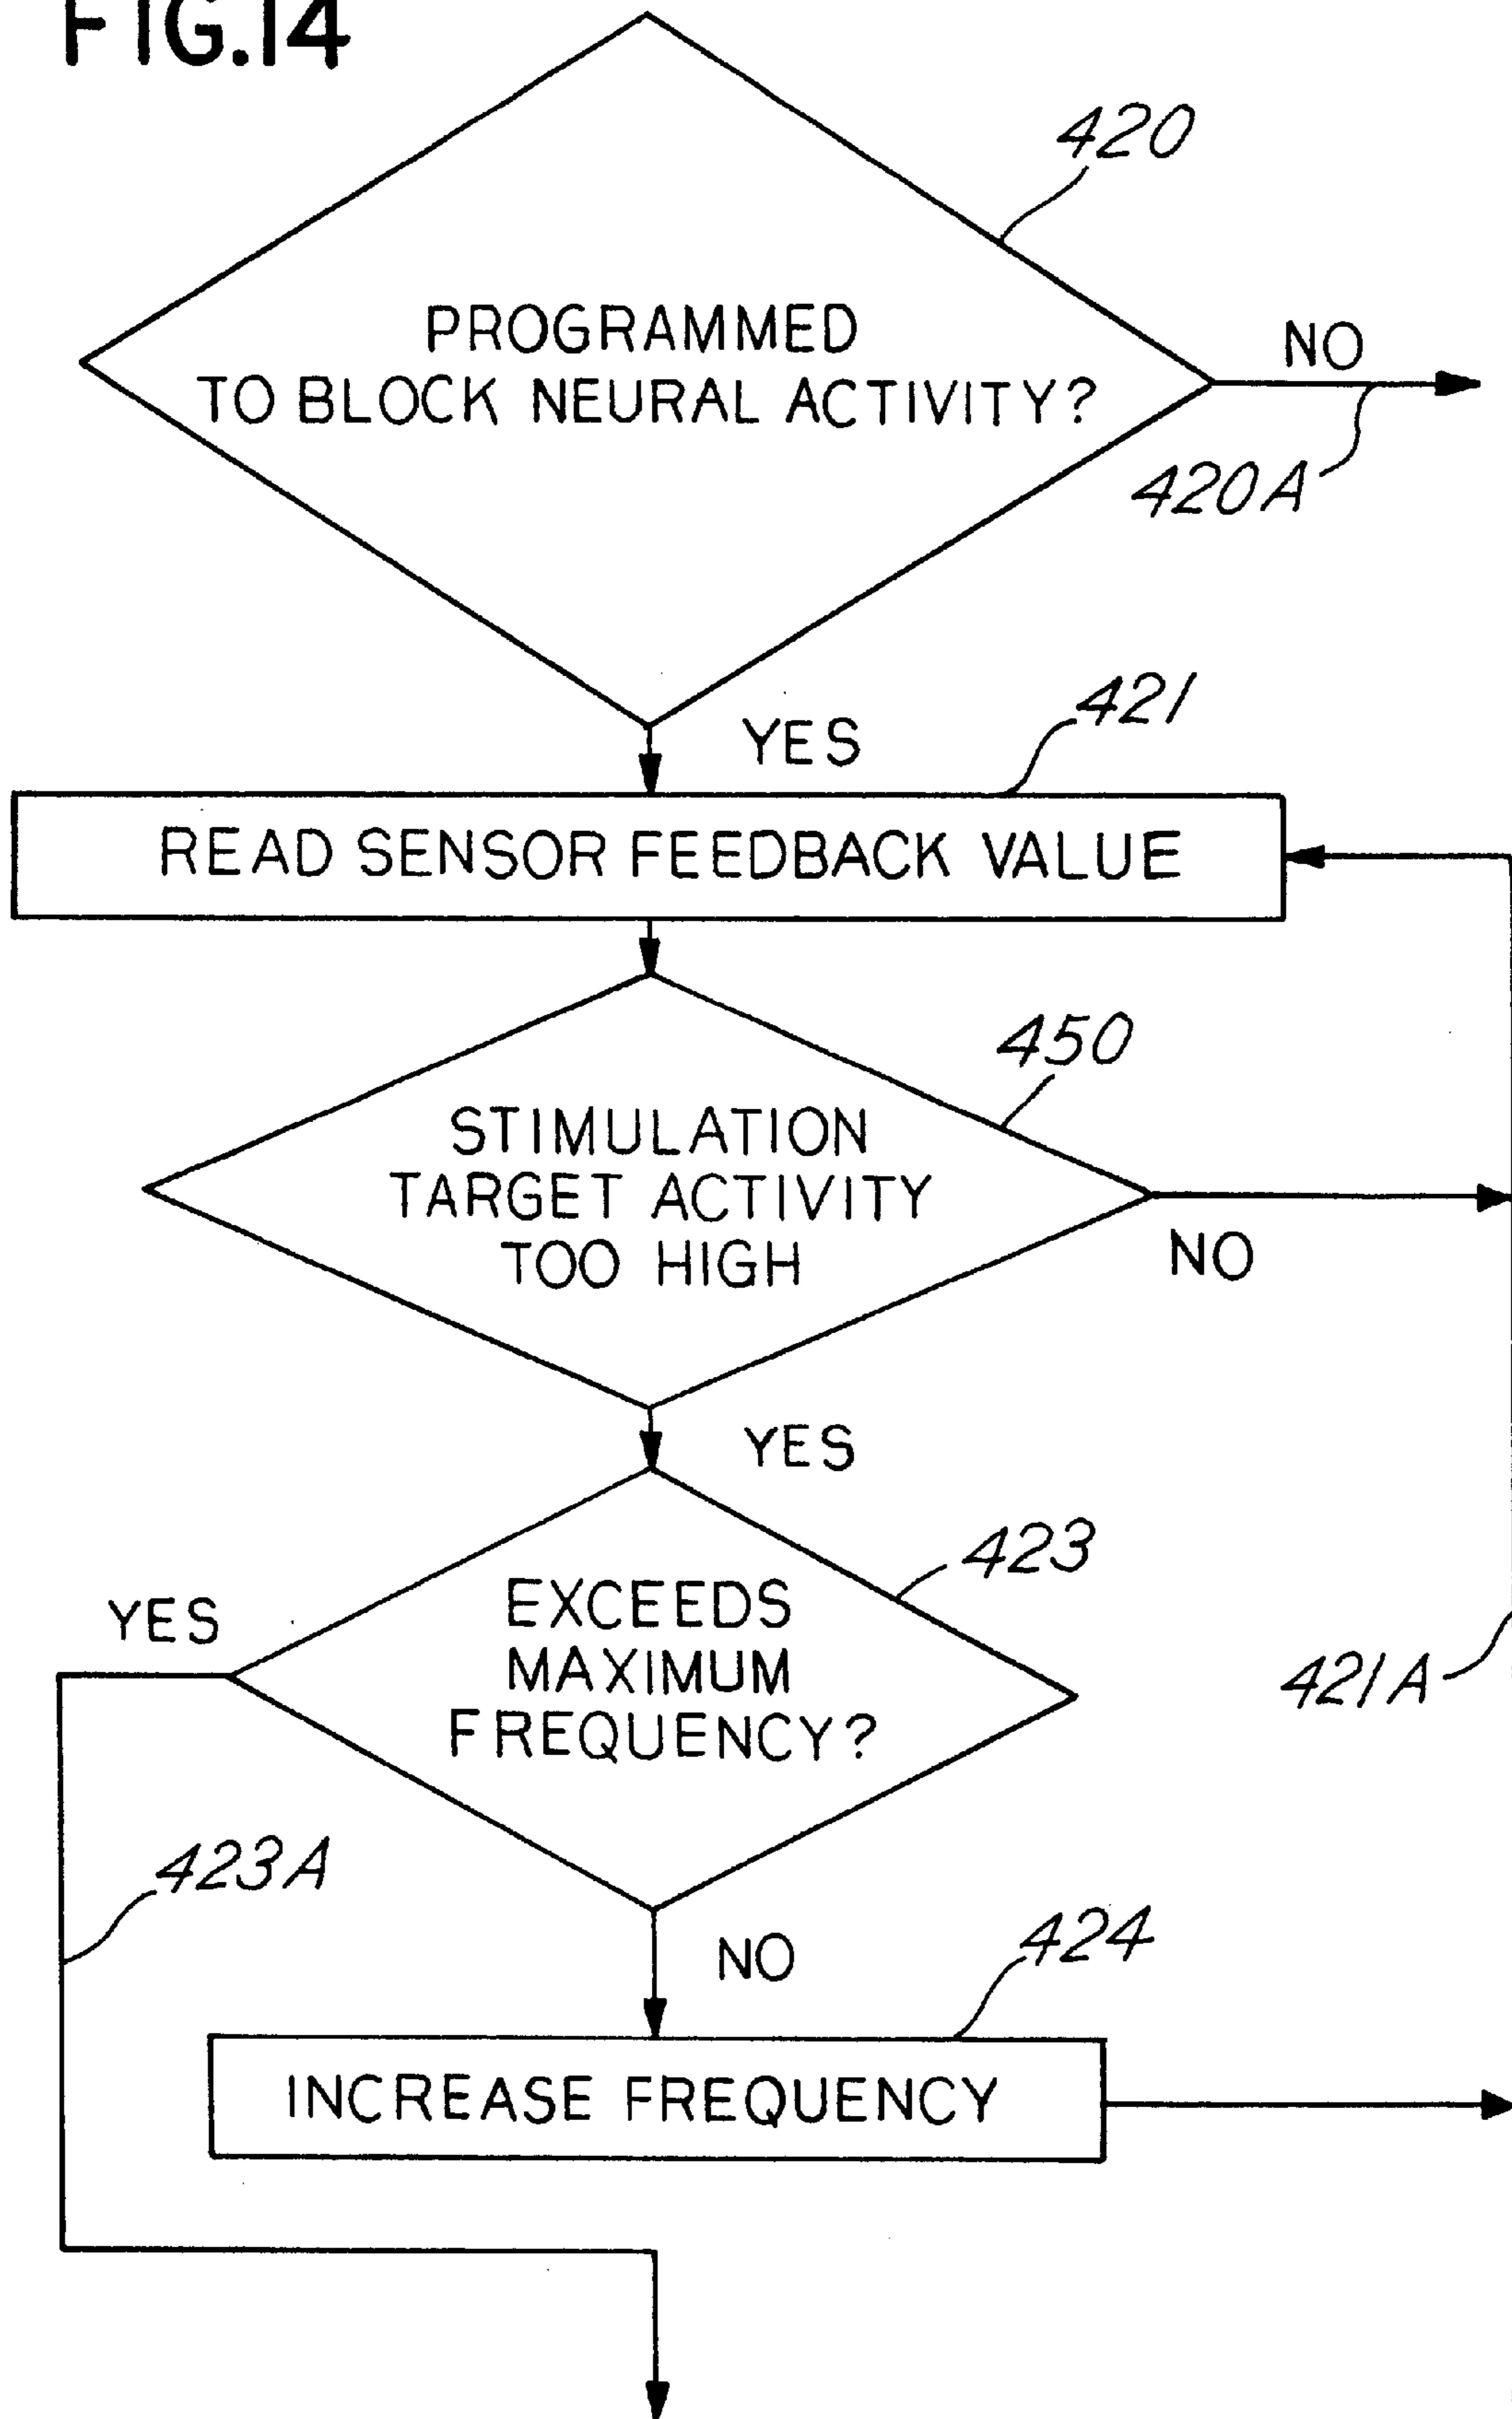 FIG.14
420
PROGRAMMED
TO BLOCK NEURAL ACTIVITY?
NO
420A
YES
421
READ SENSOR FEEDBACK VALUE
450
STIMULATION
TARGET ACTIVITY
TOO HIGH
NO
YES
423
EXCEEDS
MAXIMUM
FREQUENCY?
YES
421A
423A
NO
424
INCREASE FREQUENCY